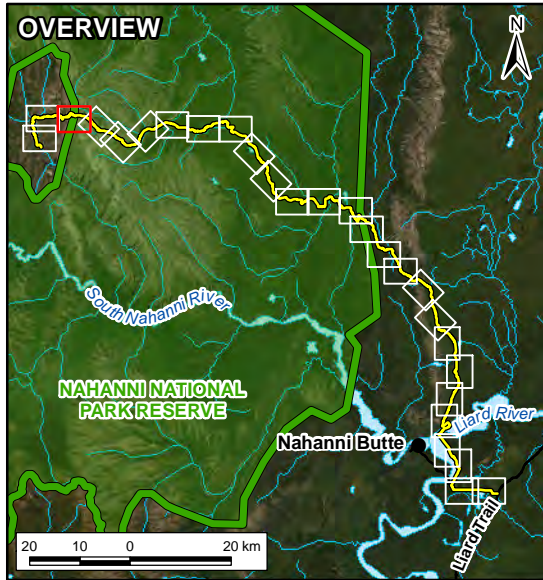 OVERVIEW
N
South Nahanni River
NAHANNI NATIONAL
PARK RESERVE
Liard River
Nahanni Butte
Liard Trail
20 10 0 20 km